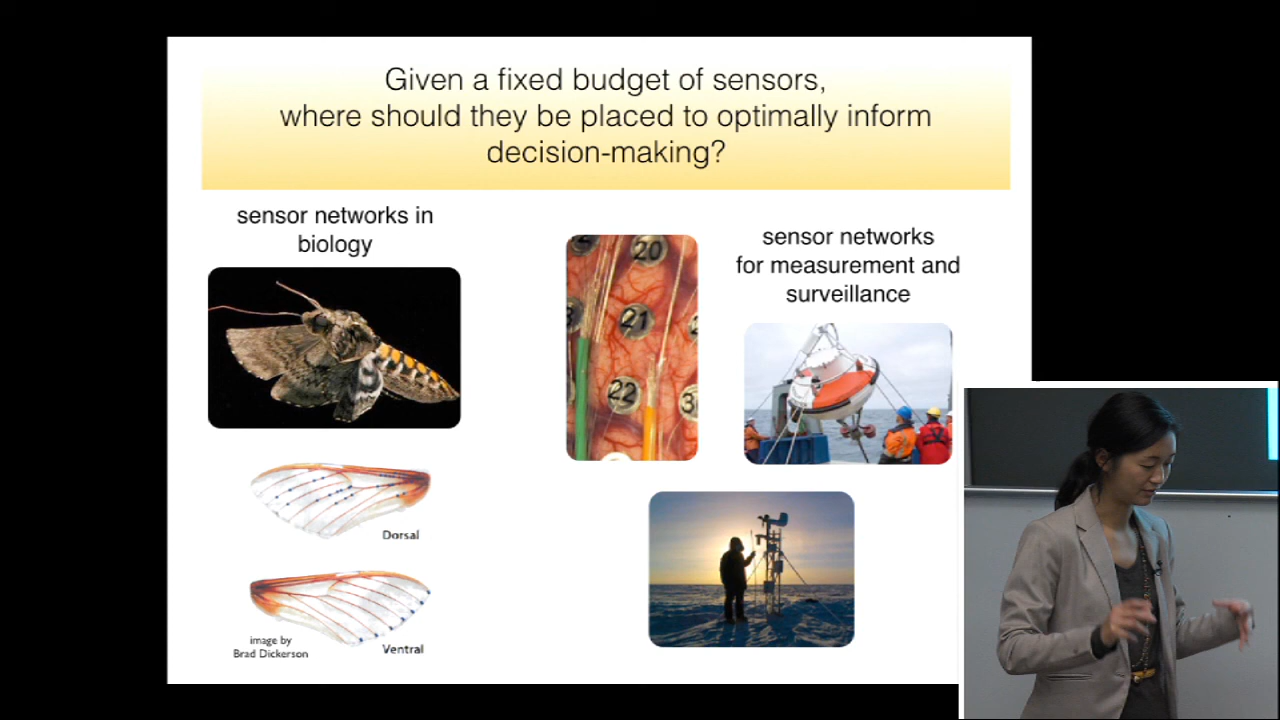 Given a fixed budget of sensors,
where should they be placed to optimally inform
decision-making?
sensor networks in
biology
20
21
22
sensor networks
for measurement and
surveillance
Dorsal
image by
Brad Dickerson
Ventral